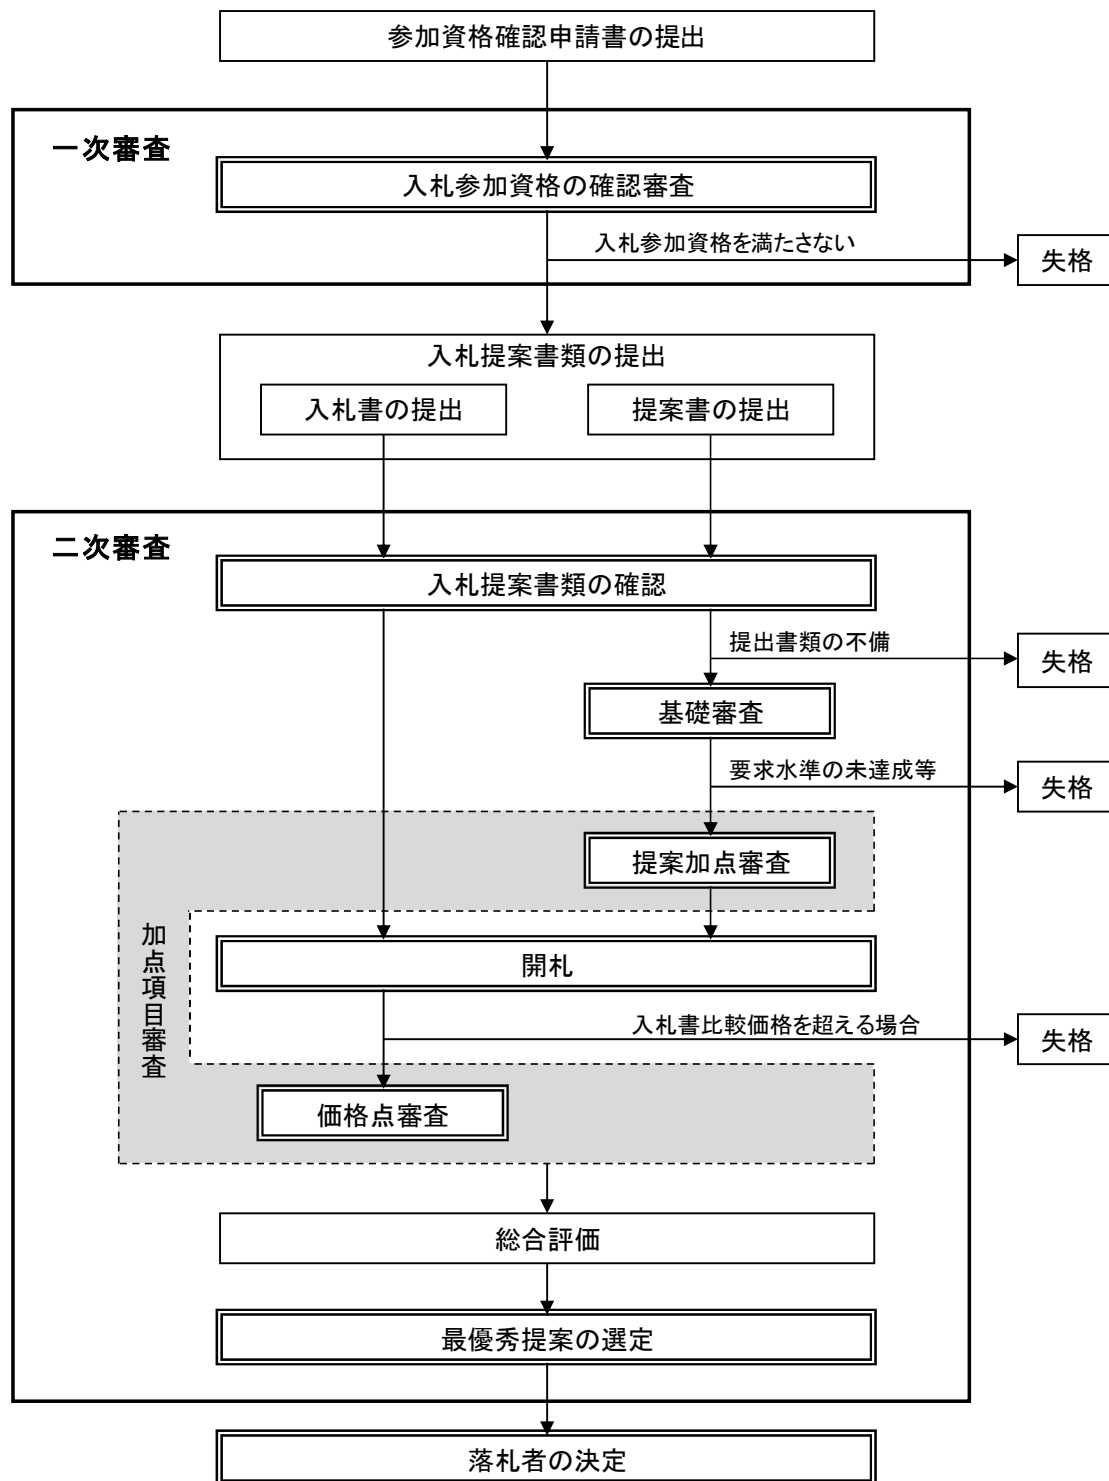 参加資格確認申請書の提出
一次審査
入札参加資格の確認審査
入札参加資格を満たさない
失格
入札提案書類の提出
入札書の提出
提案書の提出
二次審査
入札提案書類の確認
提出書類の不備
失格
基礎審査
要求水準の未達成等
失格
提案加点審査
加点項目審査
開札
入札書比較価格を超える場合
失格
価格点審査
総合評価
最優秀提案の選定
落札者の決定